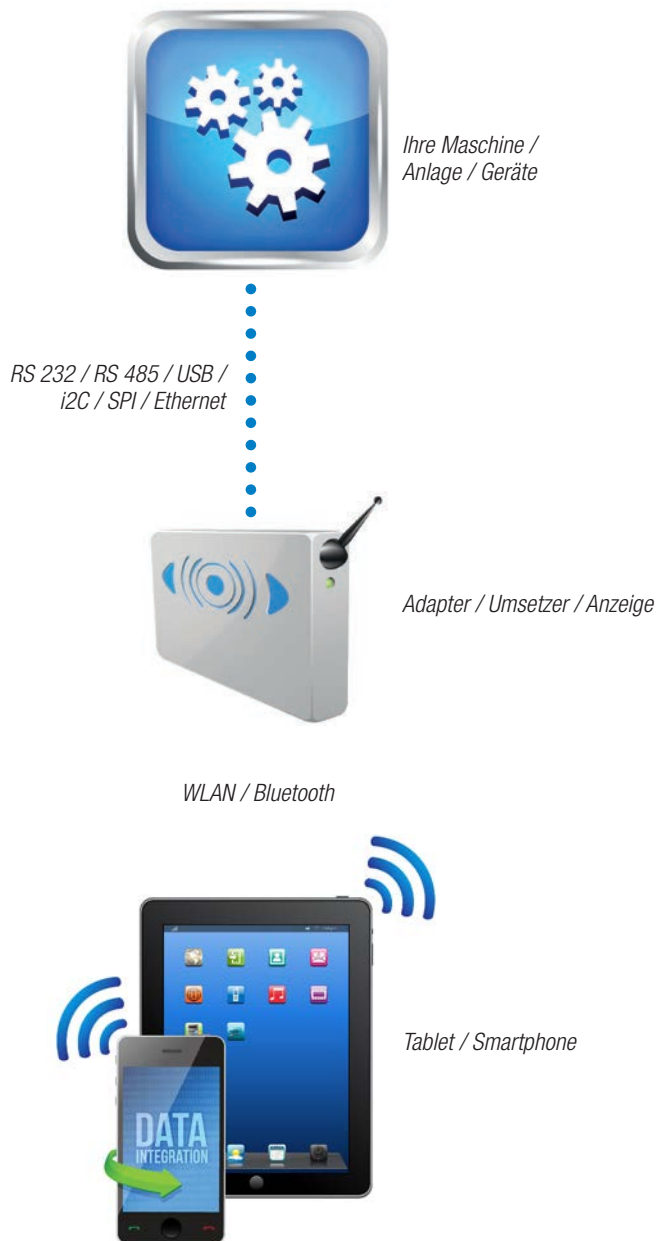 Ihre Maschine /
Anlage / Geräte
RS 232 / RS 485 / USB /
i2C / SPI / Ethernet
Adapter / Umsetzer / Anzeige
WLAN / Bluetooth
Tablet / Smartphone
DATA
INTEGRATION